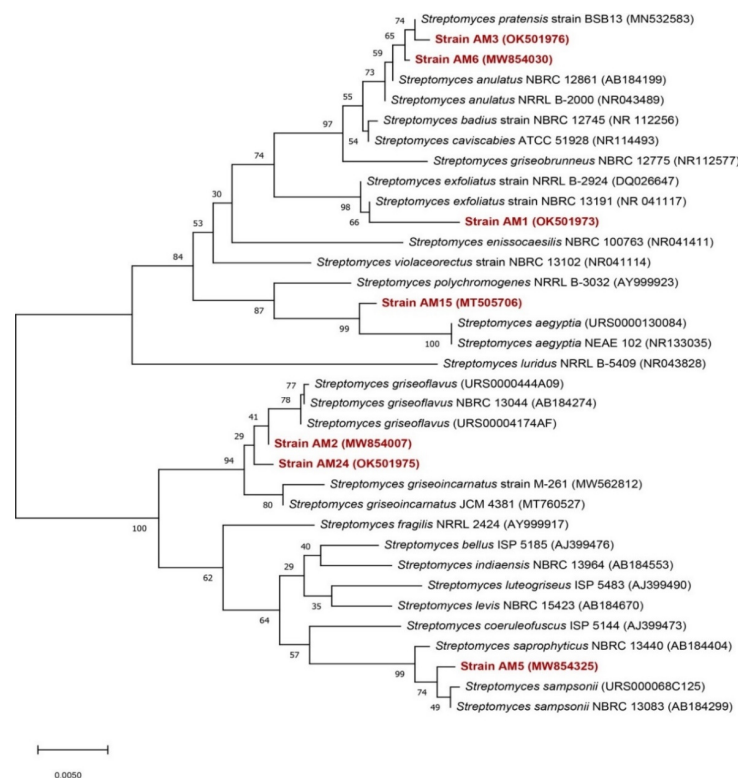 74
Streptomyces pratensis strain BSB13 (MN532583)
65
Strain AM3 (OK501976)
59
Strain AM6 (MW854030)
73
Streptomyces anulatus NBRC 12861 (AB184199)
55
Streptomyces anulatus NRRL B-2000 (NR043489)
97
Streptomyces badius strain NBRC 12745 (NR 112256)
54
Streptomyces caviscabies ATCC 51928 (NR114493)
74
Streptomyces griseobrunneus NBRC 12775 (NR112577)
Streptomyces exfoliatus strain NRRL B-2924 (DQ026647)
30
Streptomyces exfoliatus strain NBRC 13191 (NR 041117)
98
66
Strain AM1 (OK501973)
53
Streptomyces enissocaesilis NBRC 100763 (NR041411)
84
Streptomyces violaceorectus strain NBRC 13102 (NR041114)
Streptomyces polychromogenes NRRL B-3032 (AY999923)
87
Strain AM15 (MT505706)
99
Streptomyces aegyptia (URS0000130084)
100
Streptomyces aegyptia NEAE 102 (NR133035)
Streptomyces luridus NRRL B-5409 (NR043828)
77
Streptomyces griseoflavus (URS0000444A09)
78
Streptomyces griseoflavus NBRC 13044 (AB184274)
41
Streptomyces griseoflavus (URS00004174AF)
29
Strain AM2 (MW854007)
94
Strain AM24 (OK501975)
Streptomyces griseoincarnatus strain M-261 (MW562812)
80
Streptomyces griseoincarnatus JCM 4381 (MT760527)
100
Streptomyces fragilis NRRL 2424 (AY999917)
40
Streptomyces bellus ISP 5185 (AJ399476)
29
Streptomyces indiaensis NBRC 13964 (AB184553)
62
Streptomyces luteogriseus ISP 5483 (AJ399490)
35
Streptomyces levis NBRC 15423 (AB184670)
64
Streptomyces coeruleofuscus ISP 5144 (AJ399473)
57
Streptomyces saprophyticus NBRC 13440 (AB184404)
99
Strain AM5 (MW854325)
74
Streptomyces sampsonii (URS000068C125)
49
Streptomyces sampsonii NBRC 13083 (AB184299)
0.0050